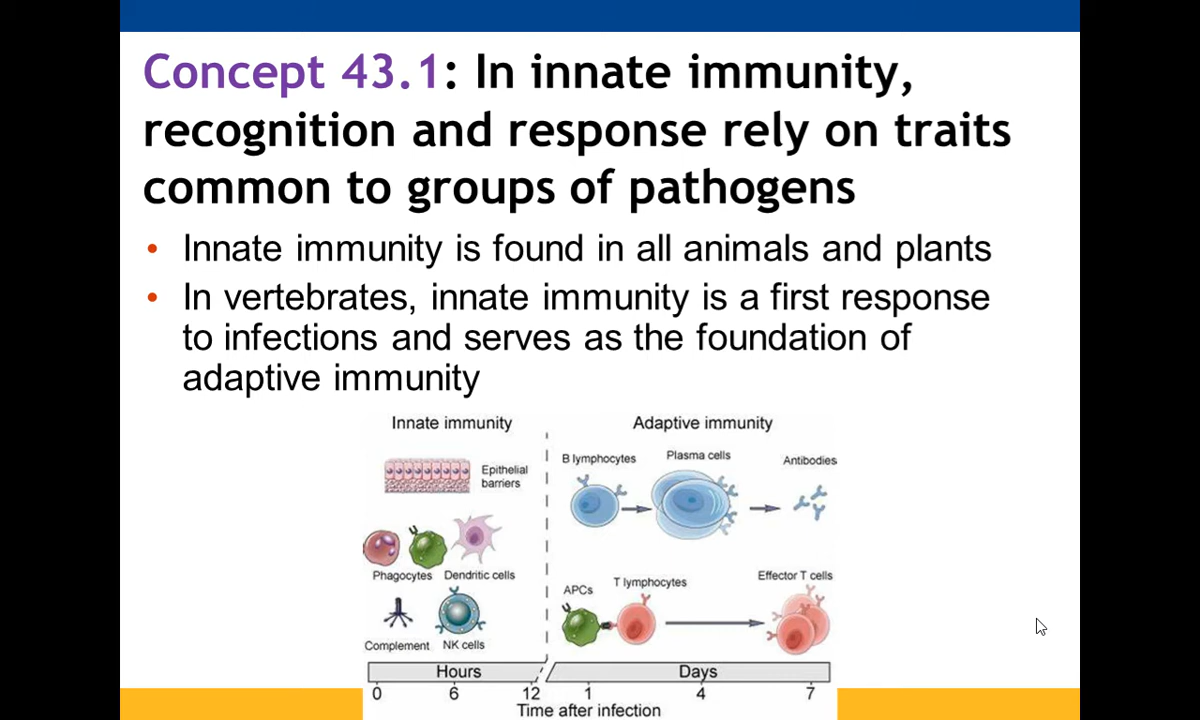 Concept 43.1: In innate immunity,
recognition and response rely on traits
common to groups of pathogens
• Innate immunity is found in all animals and plants
• In vertebrates, innate immunity is a first response
to infections and serves as the foundation of
adaptive immunity
Innate immunity
Adaptive immunity
Epithelial
barriers
B lymphocytes
Plasma cells
Antibodies
Phagocytes
Dendritic cells
APCs
T lymphocytes
Effector T cells
Complement
NK cells
Hours
Days
0 6 12 1 4 7
Time after infection